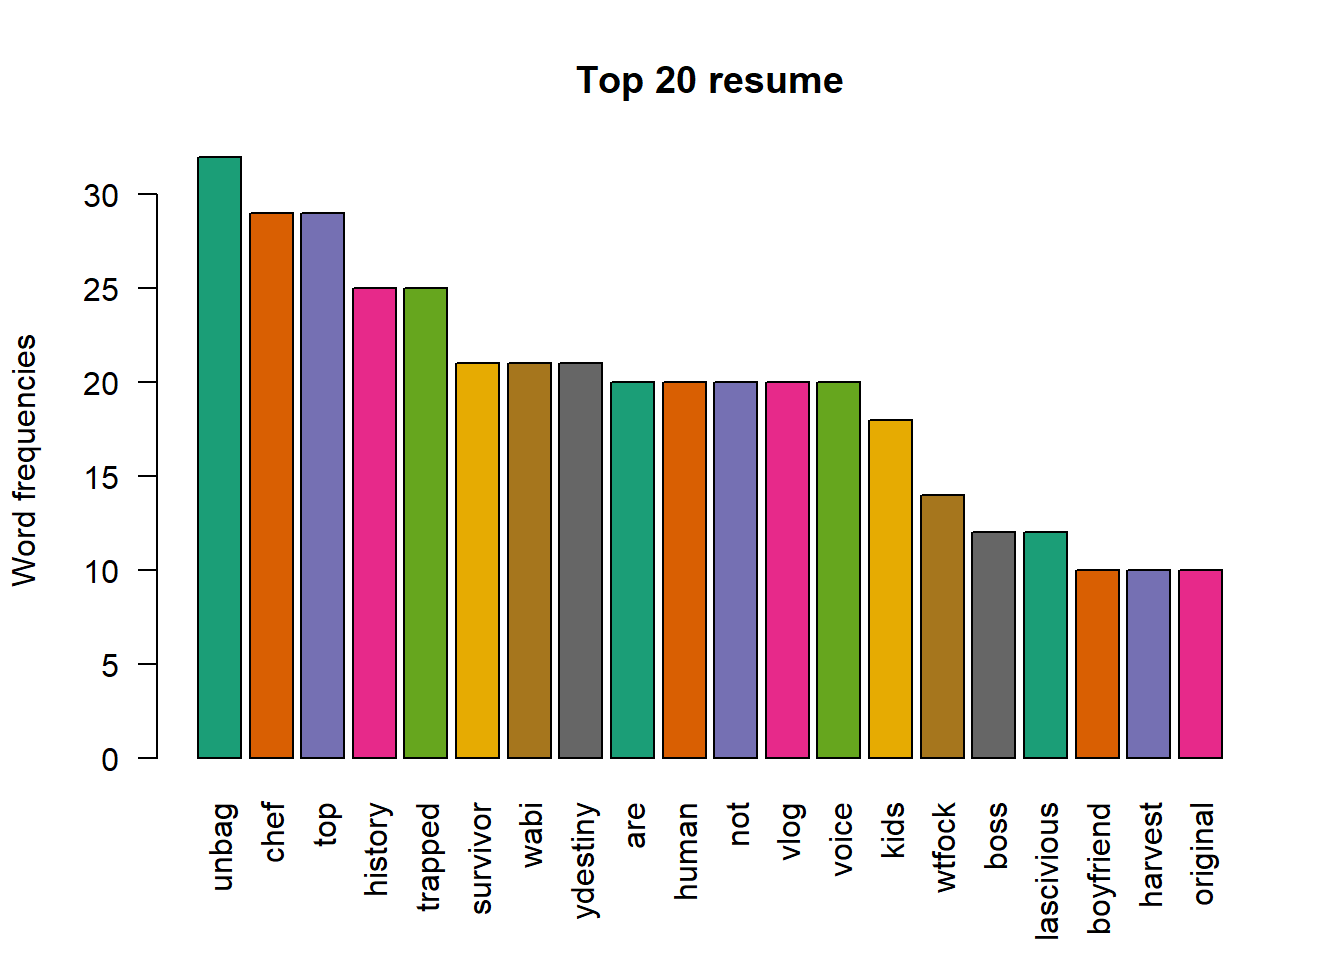 Top 20 resume
Word frequencies
30
25
20
15
10
5
0
unbag
chef
top
history
trapped
survivor
wabi
ydestiny
are
human
not
vlog
voice
kids
wtfock
boss
lascivious
boyfriend
harvest
original